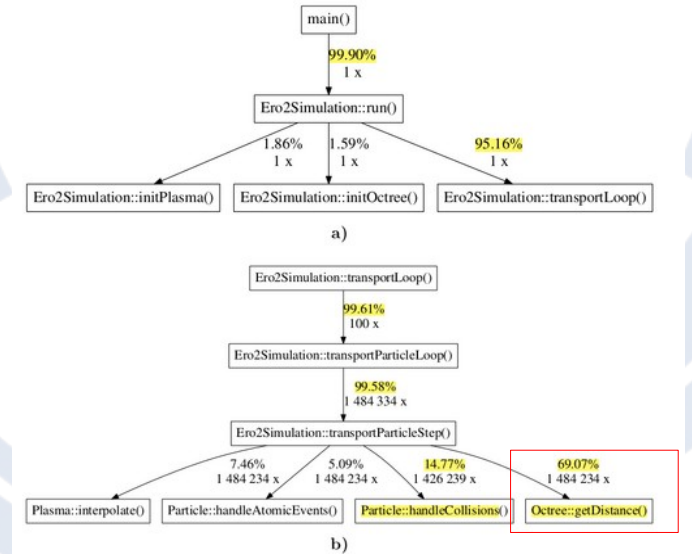 main()
99.90%
1 x
Ero2Simulation::run()
1.86% 1.59% 95.16%
1 x 1 x 1 x
Ero2Simulation::initPlasma() Ero2Simulation::initOctree() Ero2Simulation::transportLoop()
a)
Ero2Simulation::transportLoop()
99.61%
100 x
Ero2Simulation::transportParticleLoop()
99.58%
1 484 334 x
Ero2Simulation::transportParticleStep()
7.46% 5.09% 14.77% 69.07%
1 484 234 x 1 484 234 x 1 426 239 x 1 484 234 x
Plasma::interpolate() Particle::handleAtomicEvents() Particle::handleCollisions() Octree::getDistance()
b)